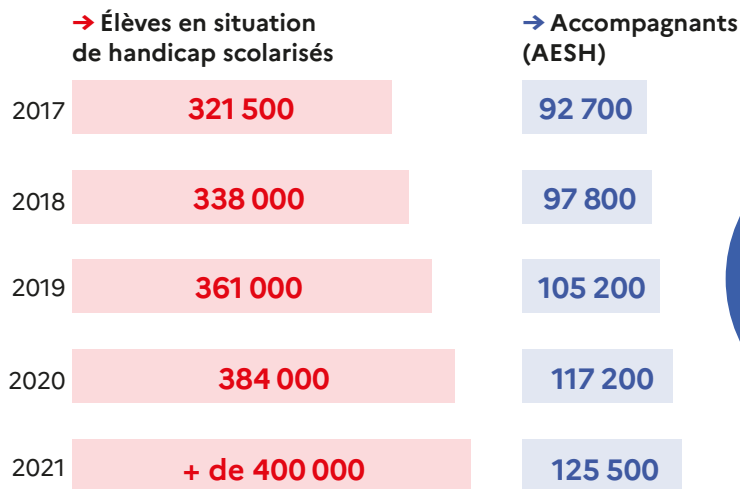 → Élèves en situation
de handicap scolarisés
→ Accompagnants
(AESH)
2017 321 500 92 700
2018 338 000 97 800
2019 361 000 105 200
2020 384 000 117 200
2021 + de 400 000 125 500